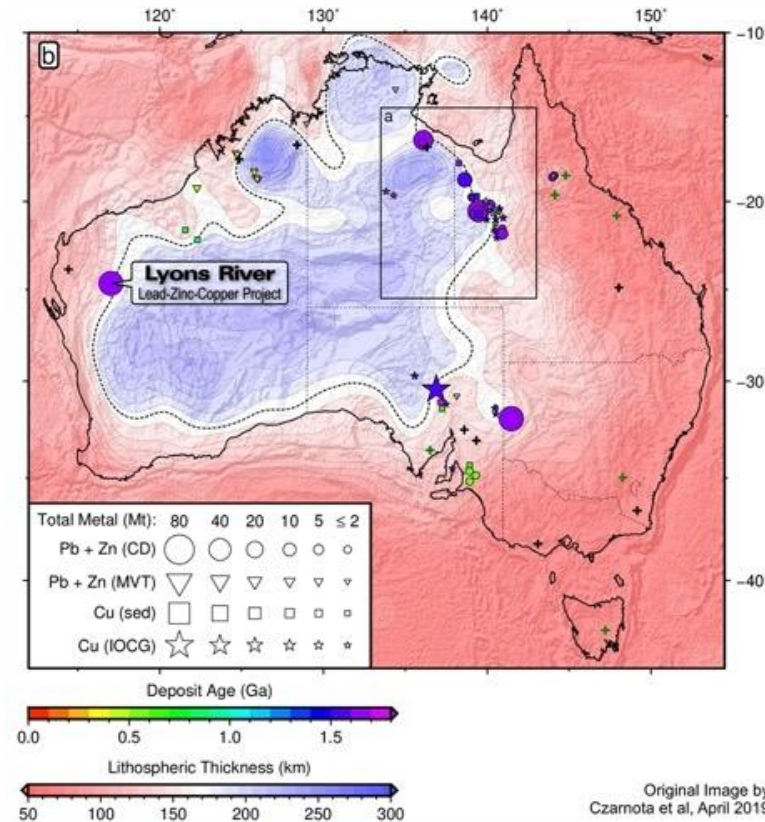 120° 130° 140° 150°
b
-10
a
-20
Lyons River
Lead-Zinc-Copper Project
-30
Total Metal (Mt): 80 40 20 10 5 ≤ 2
Pb + Zn (CD)
Pb + Zn (MVT)
Cu (sed)
Cu (IOCG)
-40
Deposit Age (Ga)
0.0 0.5 1.0 1.5
Lithospheric Thickness (km)
50 100 150 200 250 300
Original Image by
Czarnota et al, April 2019